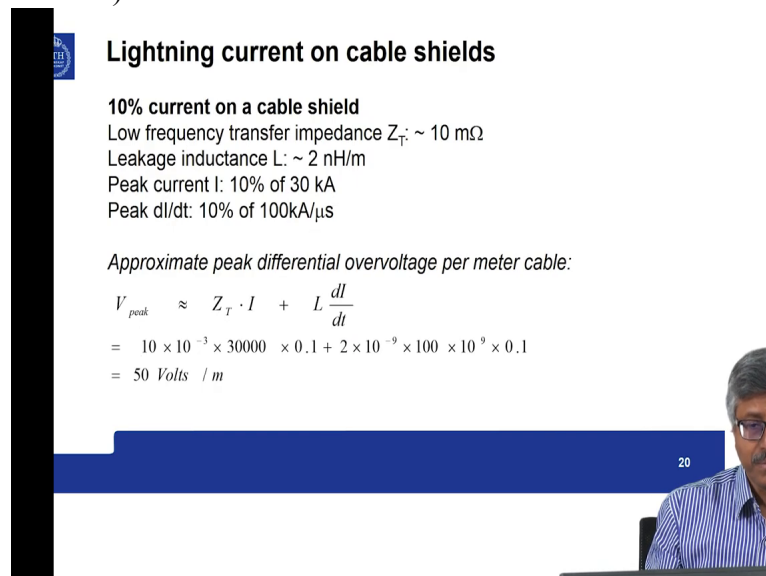 Lightning current on cable shields
10% current on a cable shield
Low frequency transfer impedance Z_T: ~ 10 mΩ
Leakage inductance L: ~ 2 nH/m
Peak current I: 10% of 30 kA
Peak dI/dt: 10% of 100kA/μs
Approximate peak differential overvoltage per meter cable:
V_peak ≈ Z_T · I + L dI/dt
= 10 × 10⁻³ × 30000 × 0.1 + 2 × 10⁻⁹ × 100 × 10⁹ × 0.1
= 50 Volts / m
20